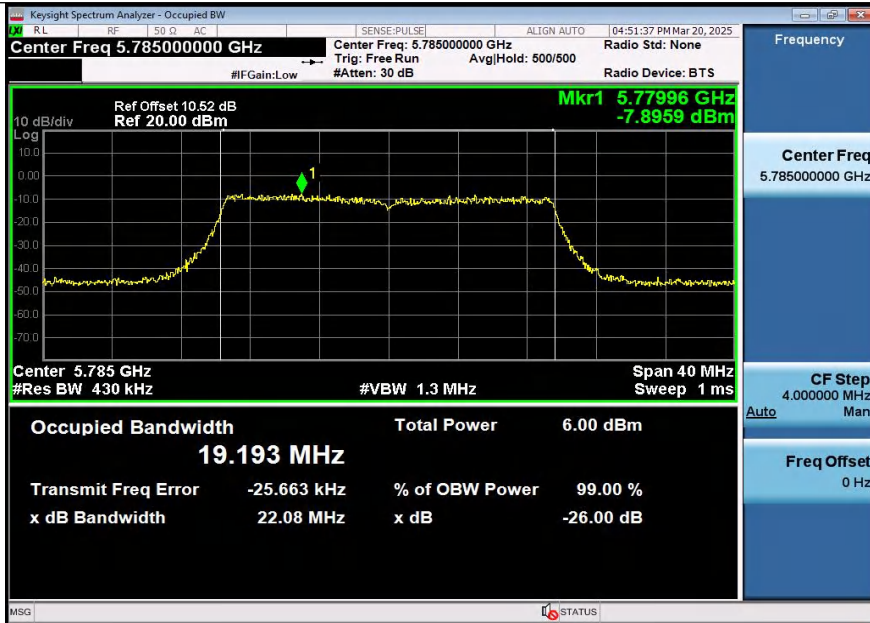 Keysight Spectrum Analyzer - Occupied BW
LXI RL RF 50 Ω AC SENSE:PULSE ALIGN AUTO 04:51:37 PM Mar 20, 2025
Center Freq 5.785000000 GHz
Center Freq: 5.785000000 GHz Radio Std: None
Trig: Free Run Avg|Hold: 500/500
#IFGain:Low #Atten: 30 dB Radio Device: BTS
Frequency
Ref Offset 10.52 dB Mkr1 5.77996 GHz
10 dB/div Ref 20.00 dBm -7.8959 dBm
Log
10.0
0.00
-10.0
-20.0
-30.0
-40.0
-50.0
-60.0
-70.0
1
Center 5.785 GHz Span 40 MHz
#Res BW 430 kHz #VBW 1.3 MHz Sweep 1 ms
Occupied Bandwidth Total Power 6.00 dBm
19.193 MHz
Transmit Freq Error -25.663 kHz % of OBW Power 99.00 %
x dB Bandwidth 22.08 MHz x dB -26.00 dB
Center Freq
5.785000000 GHz
CF Step
4.000000 MHz
Auto Man
Freq Offset
0 Hz
MSG STATUS